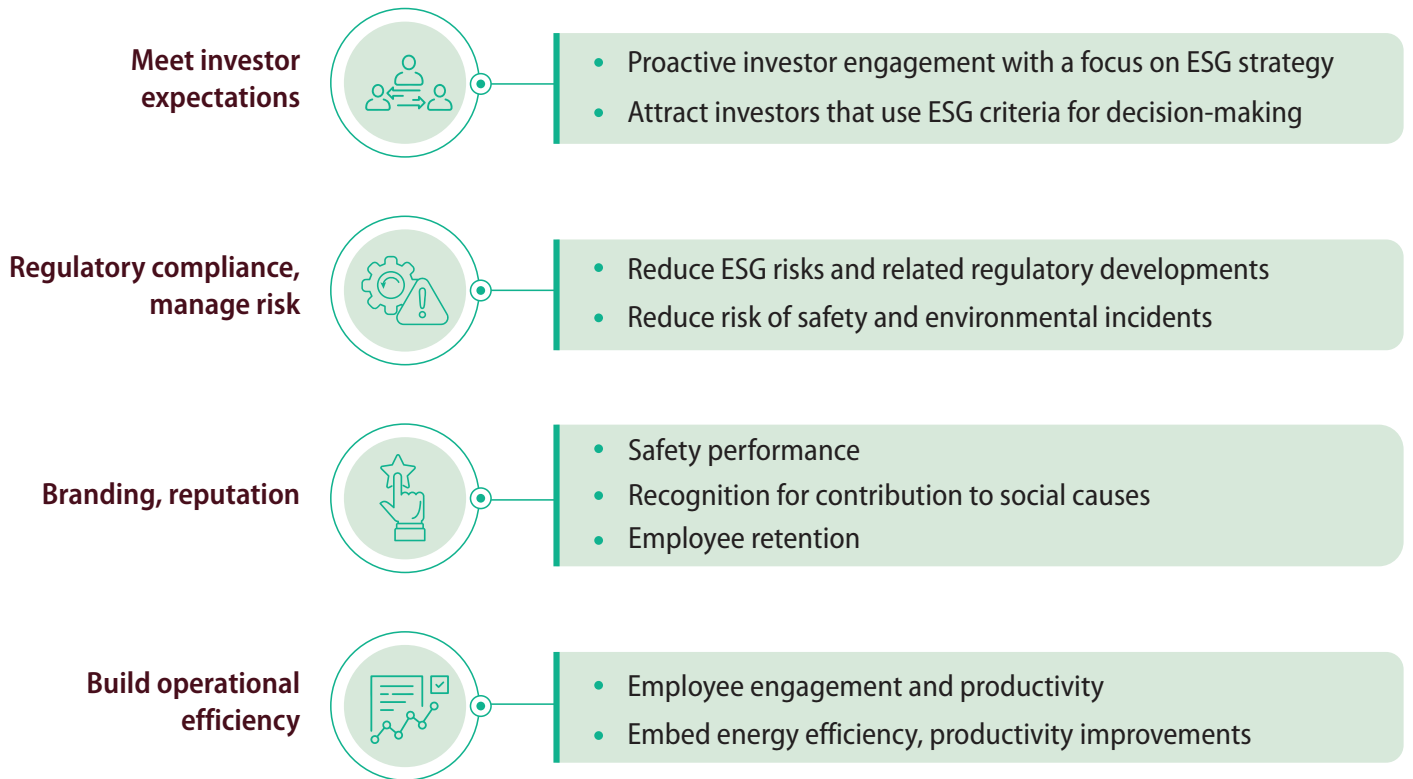 Meet investor
expectations
• Proactive investor engagement with a focus on ESG strategy
• Attract investors that use ESG criteria for decision-making
Regulatory compliance,
manage risk
• Reduce ESG risks and related regulatory developments
• Reduce risk of safety and environmental incidents
Branding, reputation
• Safety performance
• Recognition for contribution to social causes
• Employee retention
Build operational
efficiency
• Employee engagement and productivity
• Embed energy efficiency, productivity improvements